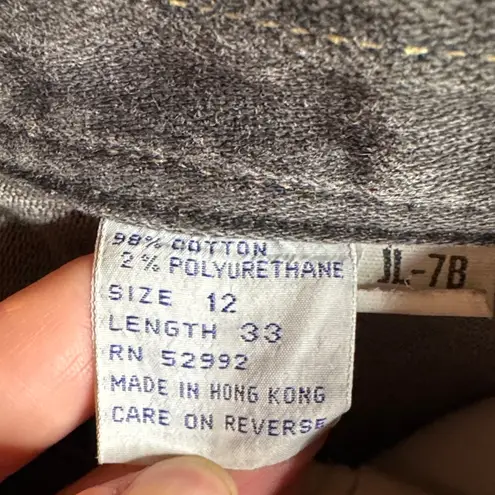 98% COTTON
2% POLYURETHANE
SIZE 12
LENGTH 33
RN 52992
MADE IN HONG KONG
CARE ON REVERSE
JL-7B